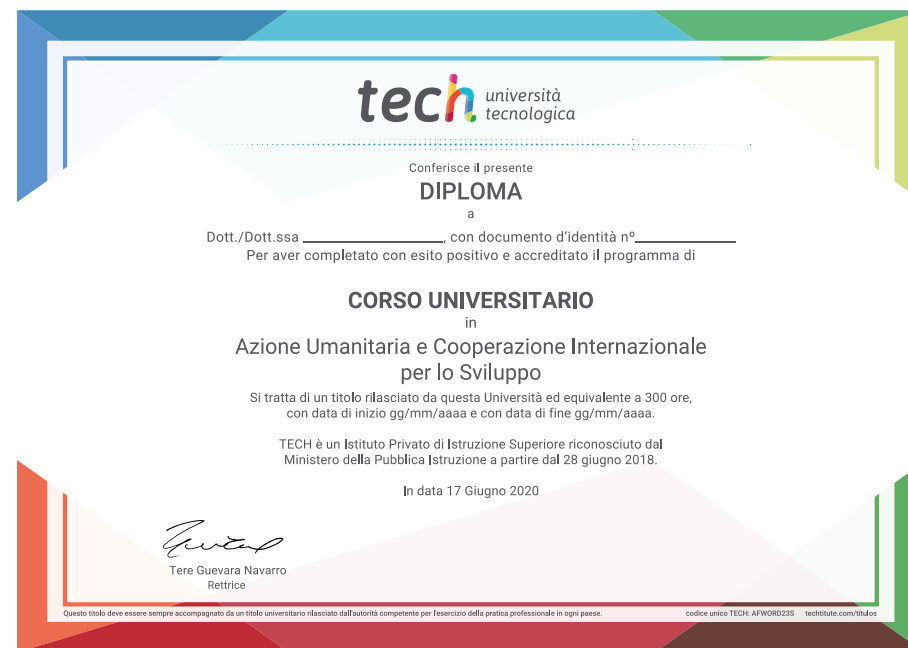 tech università
tecnologica
Conferisce il presente
DIPLOMA
a
Dott./Dott.ssa ____________________, con documento d'identità nº______________
Per aver completato con esito positivo e accreditato il programma di
CORSO UNIVERSITARIO
in
Azione Umanitaria e Cooperazione Internazionale
per lo Sviluppo
Si tratta di un titolo rilasciato da questa Università ed equivalente a 300 ore,
con data di inizio gg/mm/aaaa e con data di fine gg/mm/aaaa.
TECH è un Istituto Privato di Istruzione Superiore riconosciuto dal
Ministero della Pubblica Istruzione a partire dal 28 giugno 2018.
In data 17 Giugno 2020
Tere Guevara Navarro
Rettrice
Questo titolo deve essere sempre accompagnato da un titolo universitario rilasciato dall'autorità competente per l'esercizio della pratica professionale in ogni paese. codice unico TECH: AFWORD23S techtitute.com/titulos